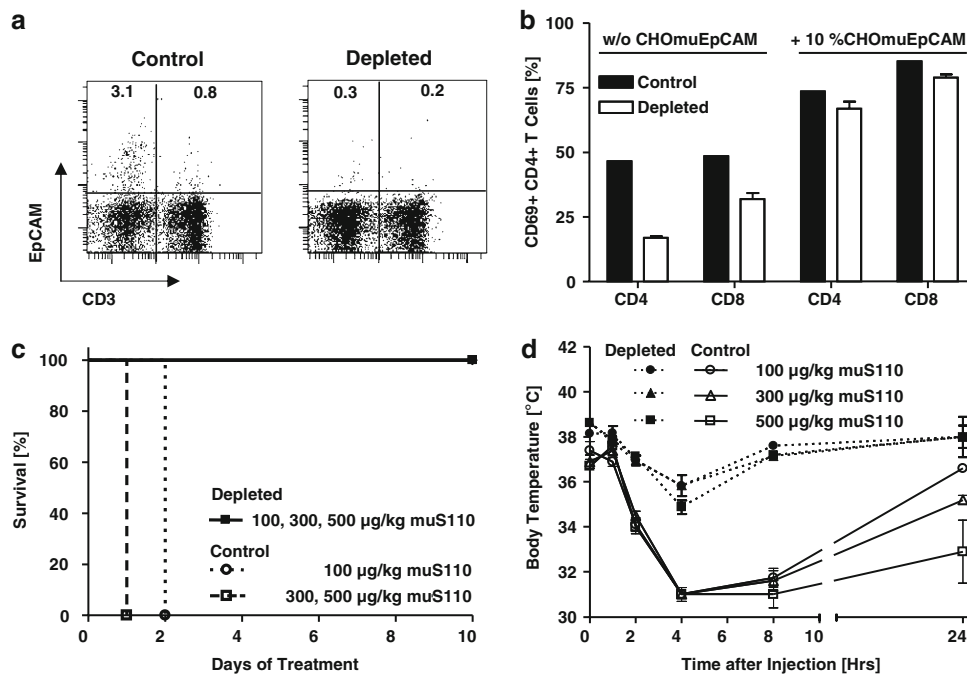 a
Control
Depleted
3.1
0.8
0.3
0.2
EpCAM
CD3
b
w/o CHOmuEpCAM
+ 10 %CHOmuEpCAM
Control
Depleted
CD69+ CD4+ T Cells [%]
100
75
50
25
0
CD4
CD8
CD4
CD8
c
Survival [%]
100
80
60
40
20
0
Depleted
100, 300, 500 µg/kg muS110
Control
100 µg/kg muS110
300, 500 µg/kg muS110
0
2
4
6
8
10
Days of Treatment
d
Depleted
Control
100 µg/kg muS110
300 µg/kg muS110
500 µg/kg muS110
Body Temperature [°C]
42
40
38
36
34
32
30
0
2
4
6
8
10
24
Time after Injection [Hrs]